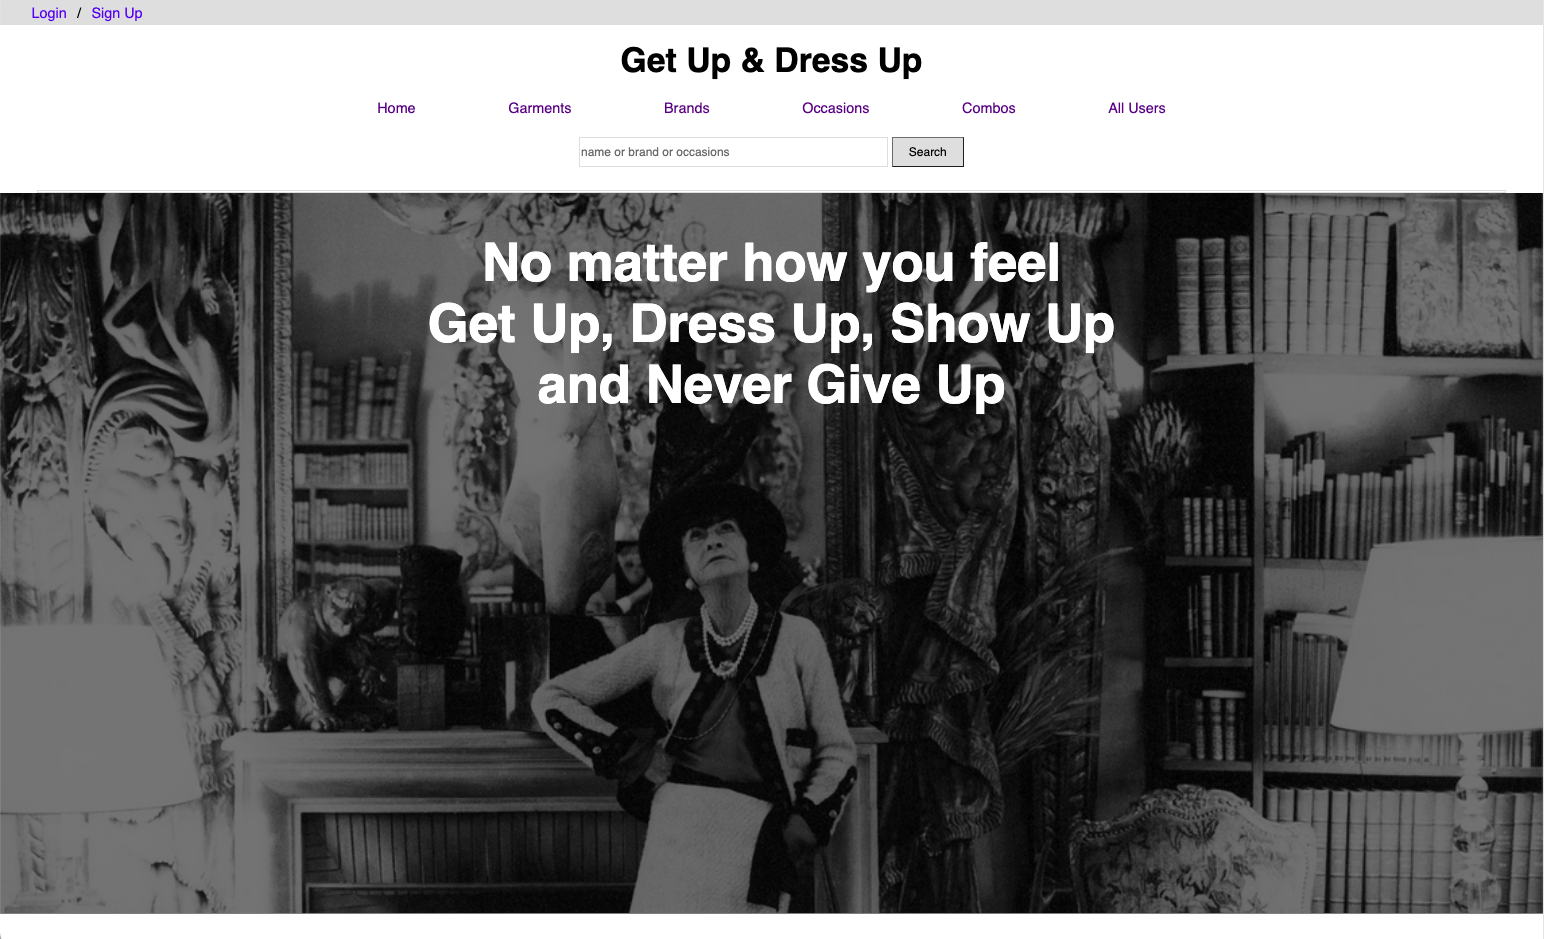 Login / Sign Up
Get Up & Dress Up
Home Garments Brands Occasions Combos All Users
name or brand or occasions Search
No matter how you feel
Get Up, Dress Up, Show Up
and Never Give Up